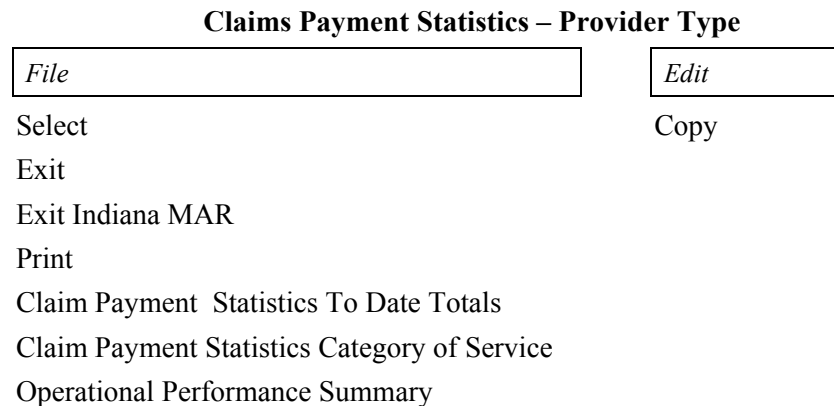 Claims Payment Statistics – Provider Type
File Edit
Select Copy
Exit
Exit Indiana MAR
Print
Claim Payment  Statistics To Date Totals
Claim Payment Statistics Category of Service
Operational Performance Summary